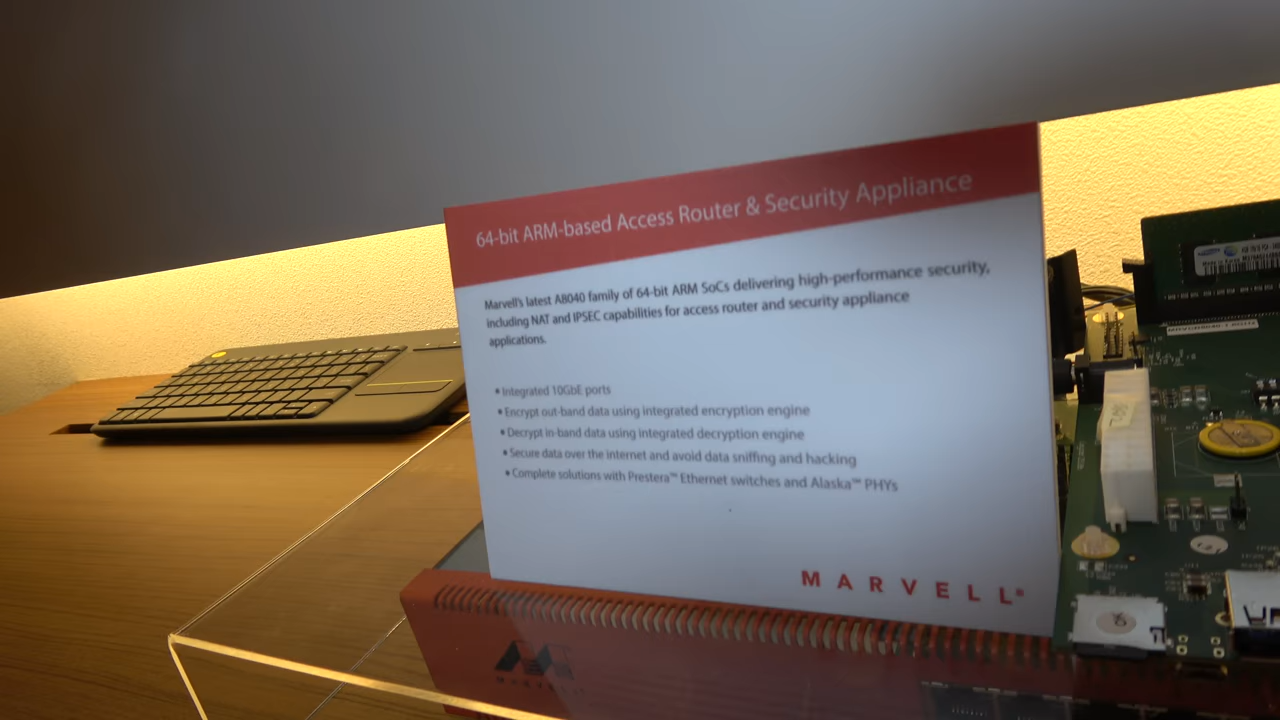 64-bit ARM-based Access Router & Security Appliance
Marvell's latest A8040 family of 64-bit ARM SoCs delivering high-performance security,
including NAT and IPSEC capabilities for access router and security appliance
applications.
• Integrated 10GbE ports
• Encrypt out-band data using integrated encryption engine
• Decrypt in-band data using integrated decryption engine
• Secure data over the internet and avoid data sniffing and hacking
• Complete solutions with Prestera™ Ethernet switches and Alaska™ PHYs
MARVELL®